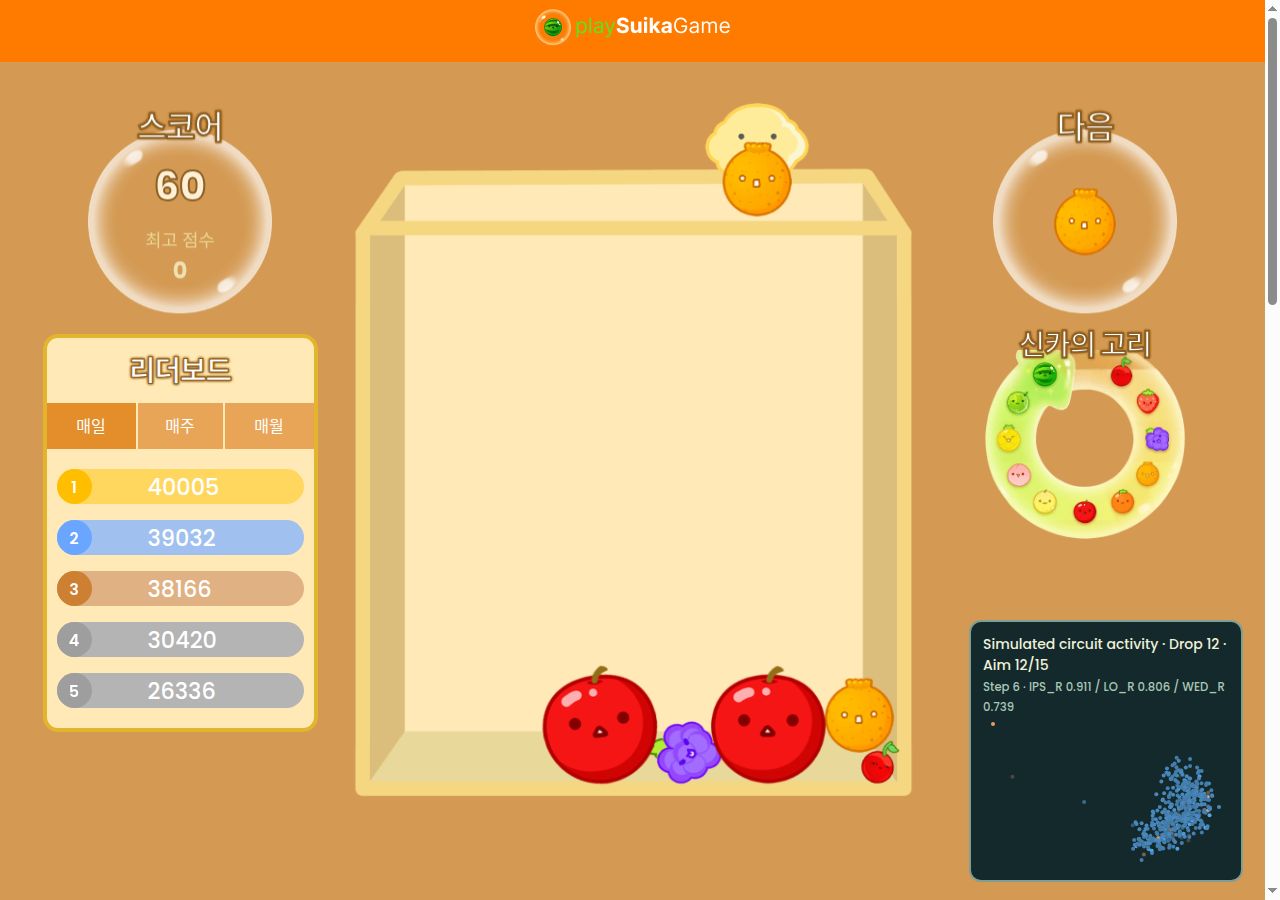 playSuikaGame
스코어
60
최고 점수
0
다음
신카의 고리
리더보드
매일 매주 매월
1 40005
2 39032
3 38166
4 30420
5 26336
Simulated circuit activity · Drop 12 ·
Aim 12/15
Step 6 · IPS_R 0.911 / LO_R 0.806 / WED_R
0.739